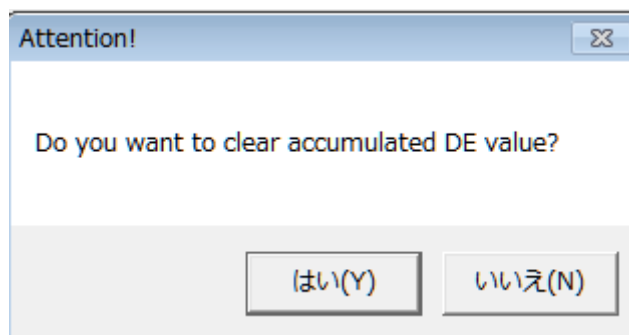 Attention!
Do you want to clear accumulated DE value?
はい(Y) いいえ(N)